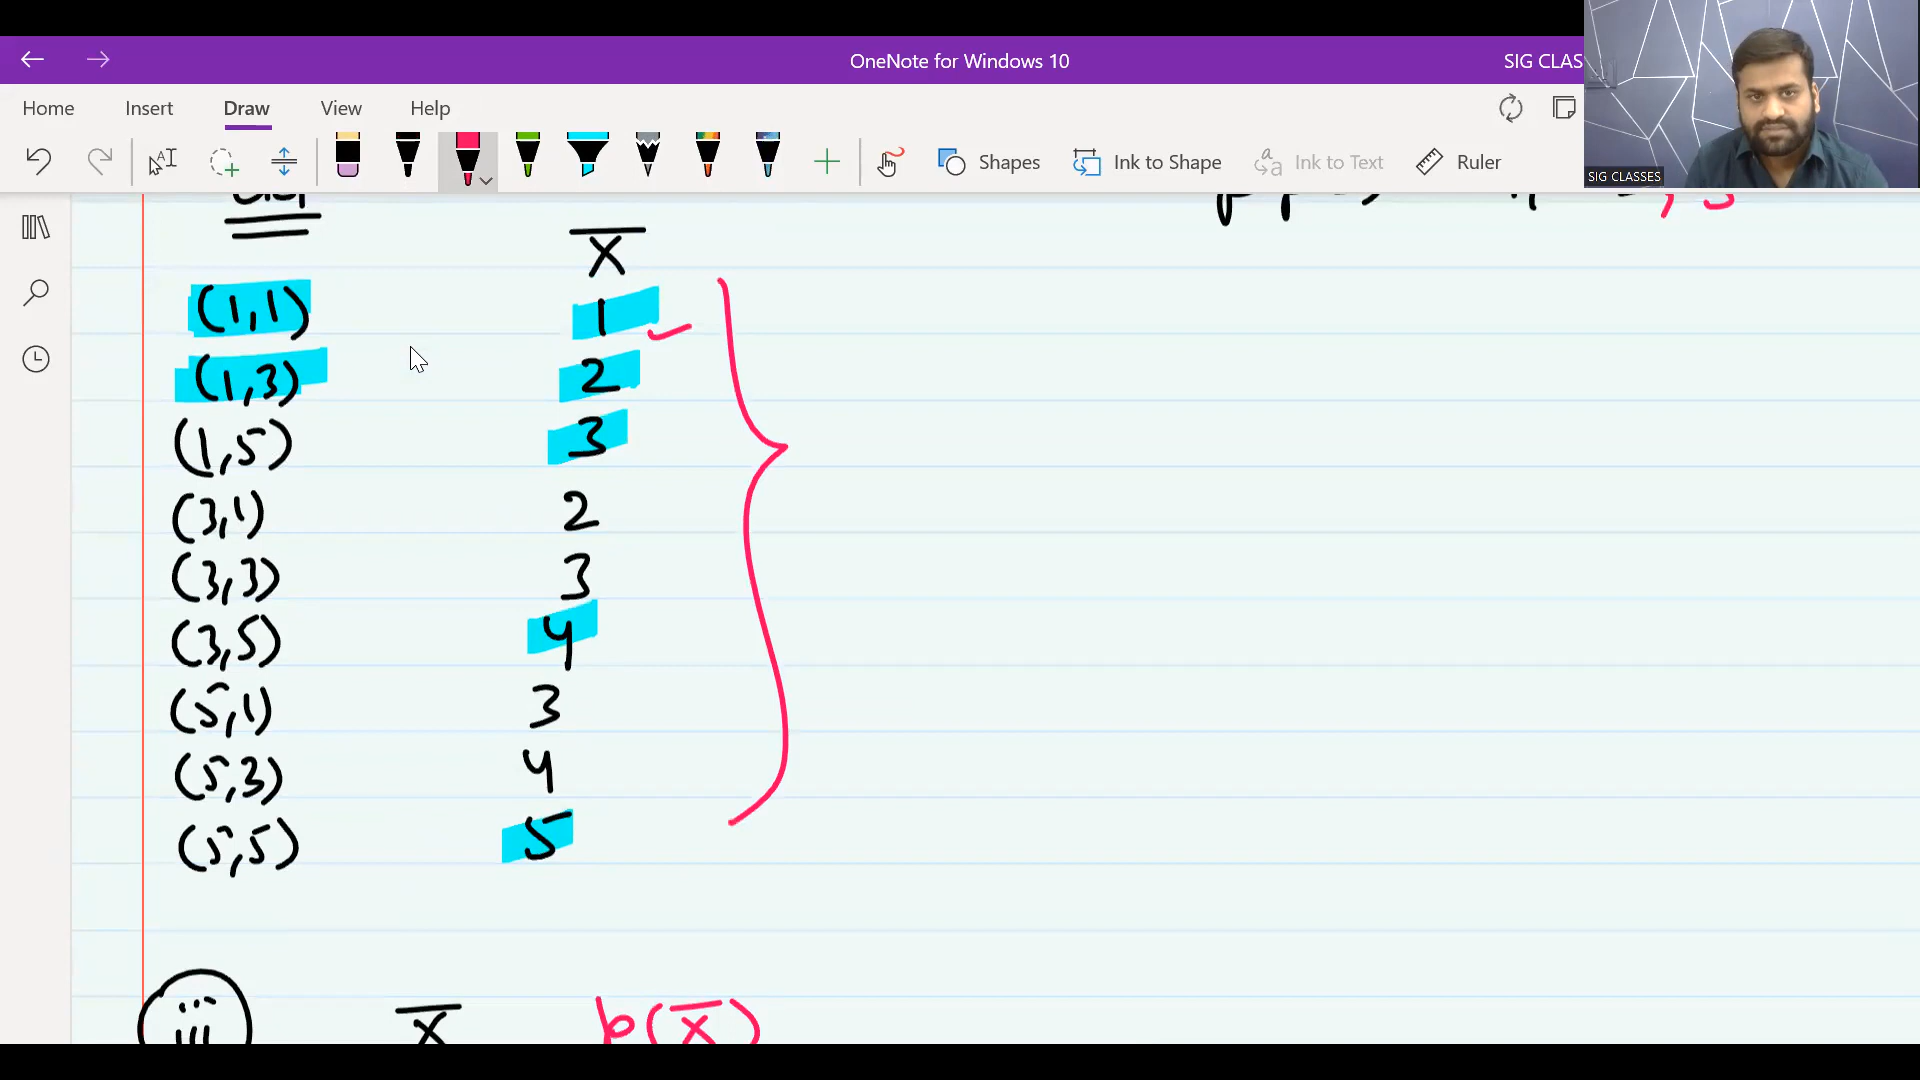 OneNote for Windows 10
SIG CLAS
Home Insert Draw View Help
Shapes Ink to Shape Ink to Text Ruler
SIG CLASSES
X̅
(1,1) 1
(1,3) 2
(1,5) 3
(3,1) 2
(3,3) 3
(3,5) 4
(5,1) 3
(5,3) 4
(5,5) 5
iii X̅ p(X̅)